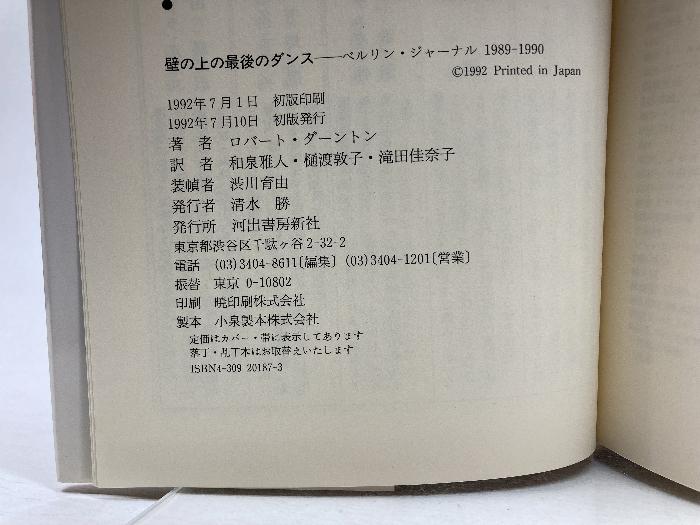 壁の上の最後のダンス──ベルリン・ジャーナル 1989-1990
©1992 Printed in Japan
1992年7月1日 初版印刷
1992年7月10日 初版発行
著 者 ロバート・ダーントン
訳 者 和泉雅人・樋渡敦子・滝田佳奈子
装幀者 渋川育由
発行者 清水 勝
発行所 河出書房新社
東京都渋谷区千駄ヶ谷2-32-2
電話 (03)3404-8611〔編集〕 (03)3404-1201〔営業〕
振替 東京 0-10802
印刷 暁印刷株式会社
製本 小泉製本株式会社
定価はカバー・帯に表示してあります
落丁・乱丁本はお取替えいたします
ISBN4-309 20187-3